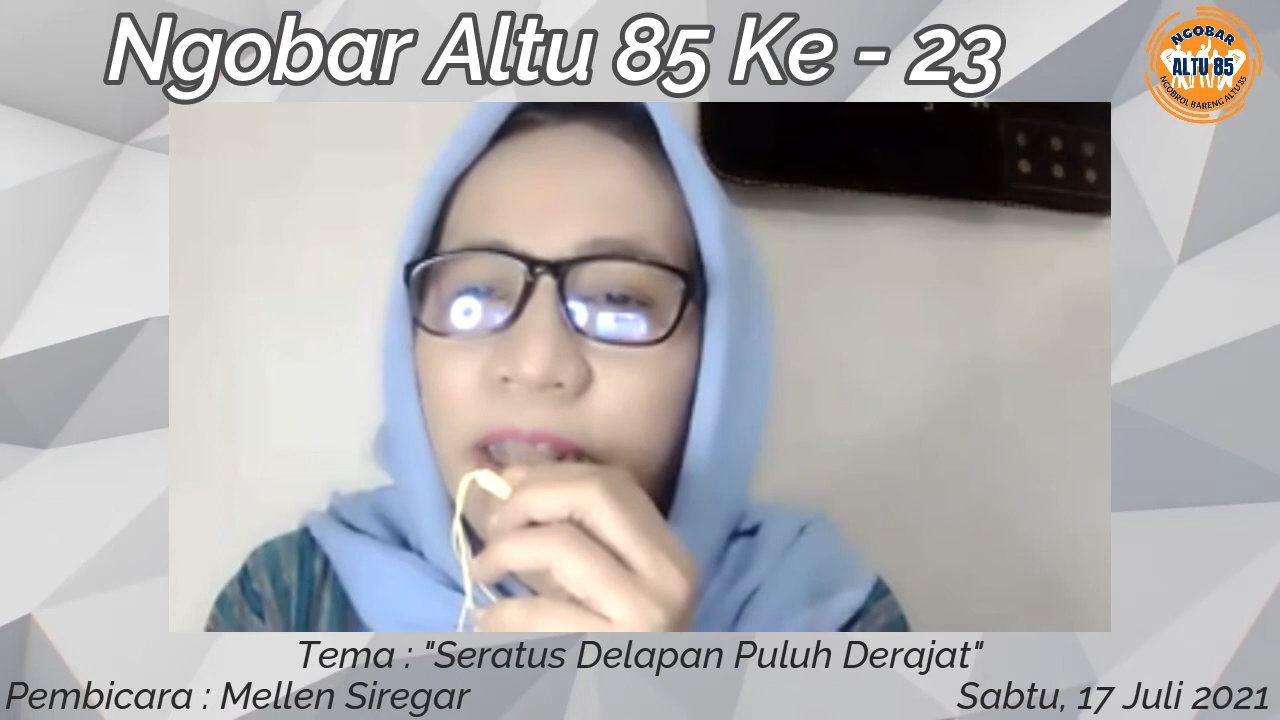 Ngobar Altu 85 Ke - 23
NGOBAR
ALTU 85
NGOBROL BARENG ALTU 85
Tema : "Seratus Delapan Puluh Derajat"
Pembicara : Mellen Siregar
Sabtu, 17 Juli 2021